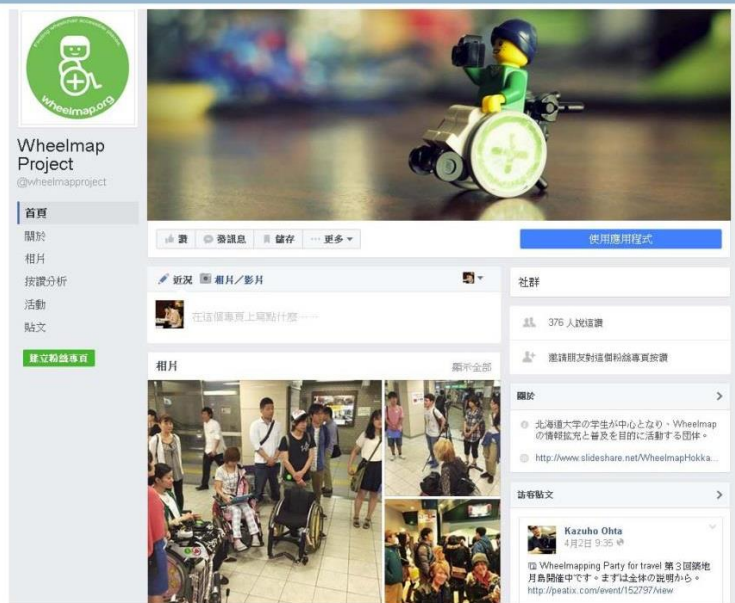 Finding wheelchair accessible places
wheelmap.org
Wheelmap
Project
@wheelmapproject
首頁
關於
相片
按讚分析
活動
貼文
建立粉絲專頁
讚
發訊息
儲存
更多
使用應用程式
近況
相片／影片
在這個專頁上寫點什麼……
相片
顯示全部
社群
376 人說這讚
邀請朋友對這個粉絲專頁按讚
關於
北海道大学の学生が中心となり、Wheelmap
の情報拡充と普及を目的に活動する団体。
http://www.slideshare.net/WheelmapHokka...
訪客貼文
Kazuho Ohta
4月2日 9:35
Wheelmapping Party for travel 第３回築地
月島開催中です。まずは全体の説明から。
http://peatix.com/event/152797/view